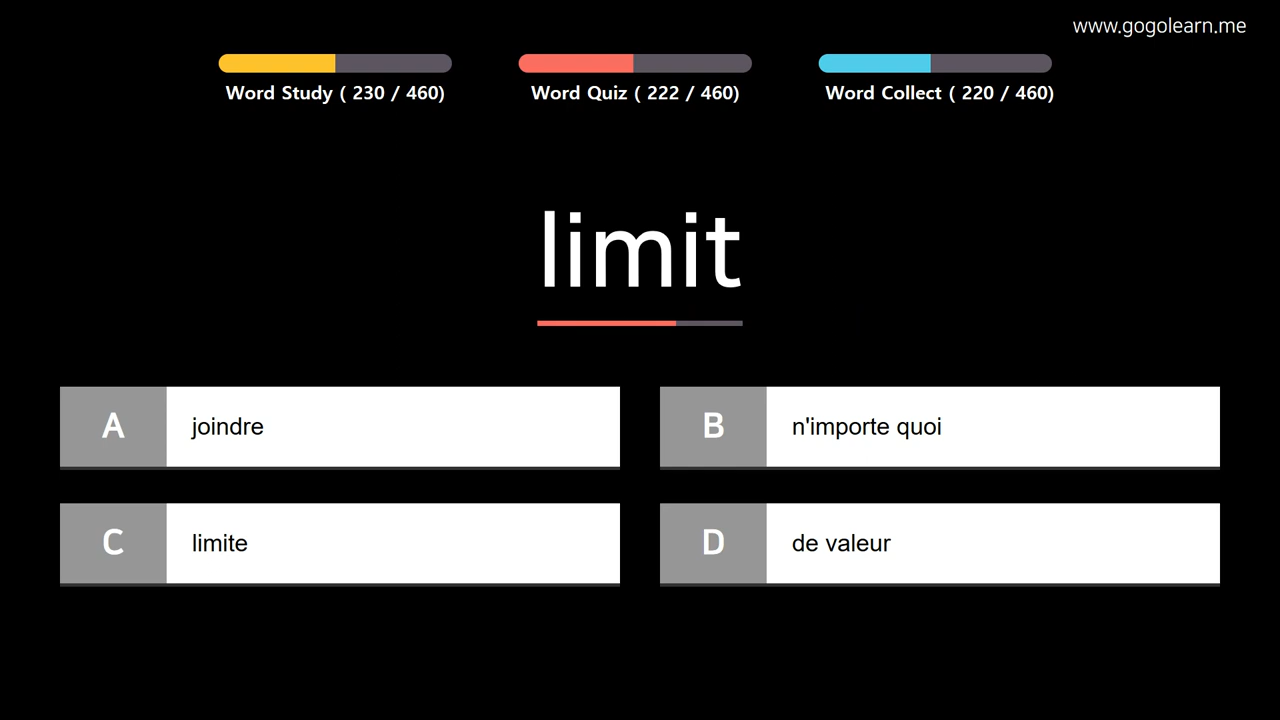 www.gogolearn.me
Word Study ( 230 / 460)
Word Quiz ( 222 / 460)
Word Collect ( 220 / 460)
limit
A joindre
B n'importe quoi
C limite
D de valeur